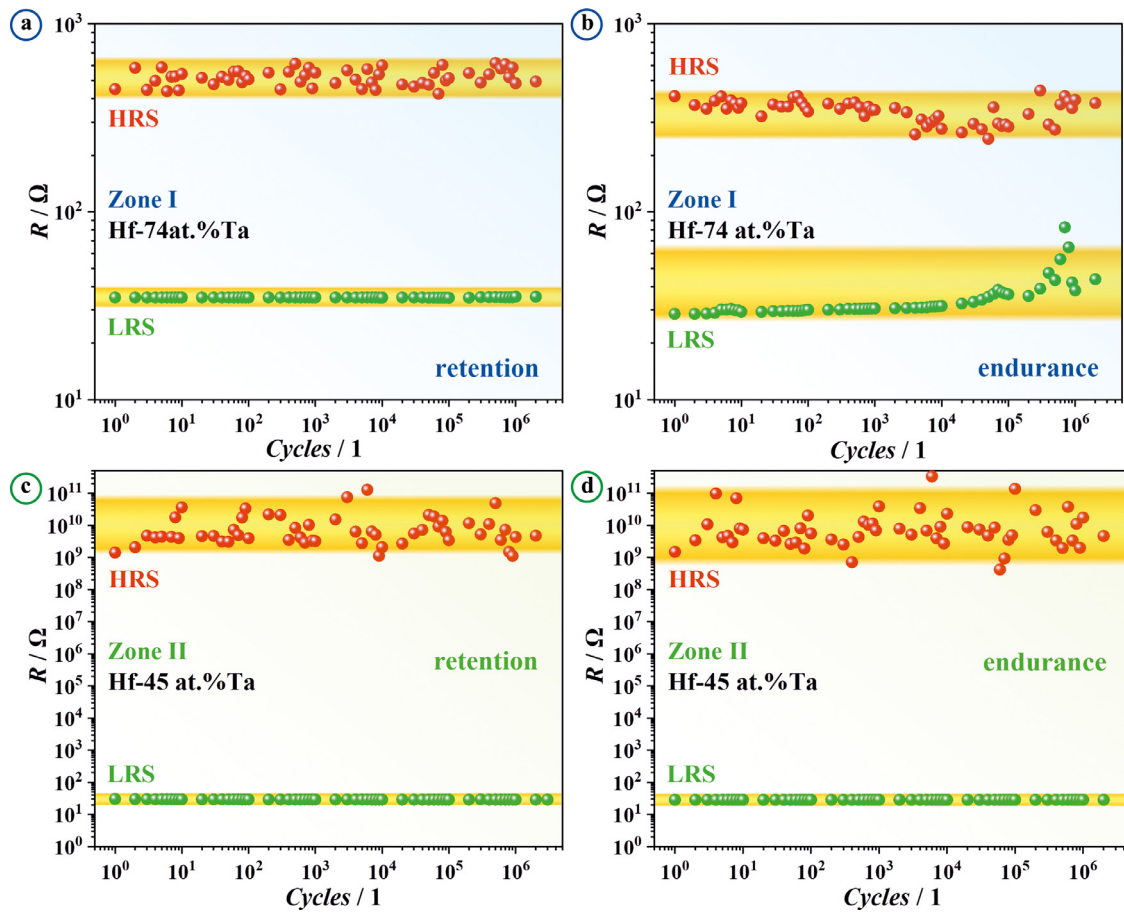 a
10³
10²
10¹
R / Ω
HRS
Zone I
Hf-74at.%Ta
LRS
retention
10⁰ 10¹ 10² 10³ 10⁴ 10⁵ 10⁶
Cycles / 1
b
10³
10²
10¹
R / Ω
HRS
Zone I
Hf-74 at.%Ta
LRS
endurance
10⁰ 10¹ 10² 10³ 10⁴ 10⁵ 10⁶
Cycles / 1
c
10¹¹
10¹⁰
10⁹
10⁸
10⁷
10⁶
10⁵
10⁴
10³
10²
10¹
10⁰
R / Ω
HRS
Zone II
retention
Hf-45 at.%Ta
LRS
10⁰ 10¹ 10² 10³ 10⁴ 10⁵ 10⁶
Cycles / 1
d
10¹¹
10¹⁰
10⁹
10⁸
10⁷
10⁶
10⁵
10⁴
10³
10²
10¹
10⁰
R / Ω
HRS
Zone II
endurance
Hf-45 at.%Ta
LRS
10⁰ 10¹ 10² 10³ 10⁴ 10⁵ 10⁶
Cycles / 1